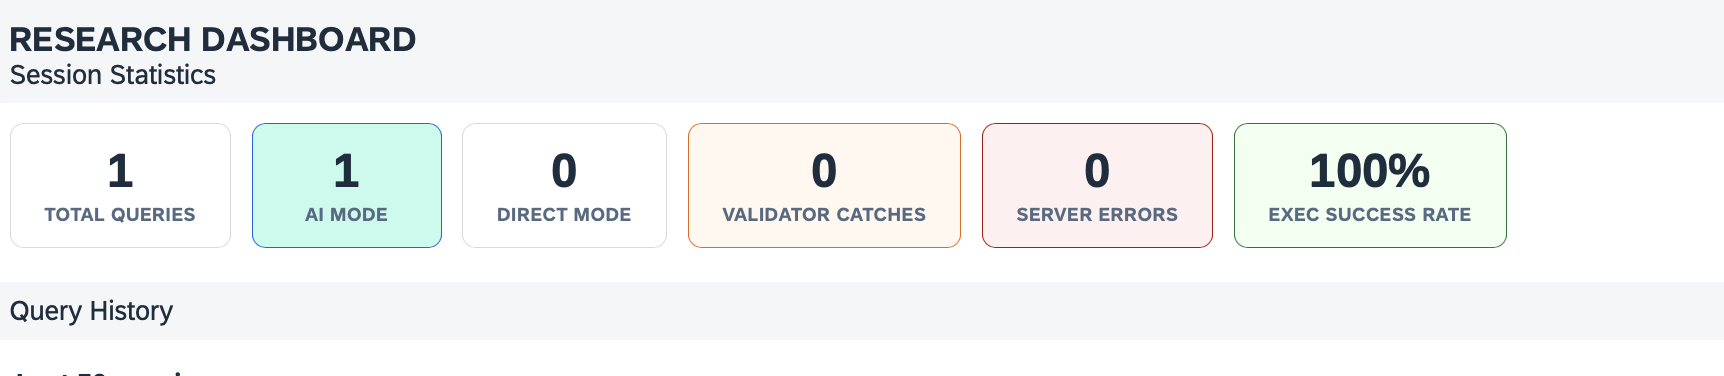 RESEARCH DASHBOARD
Session Statistics
1
TOTAL QUERIES
1
AI MODE
0
DIRECT MODE
0
VALIDATOR CATCHES
0
SERVER ERRORS
100%
EXEC SUCCESS RATE
Query History